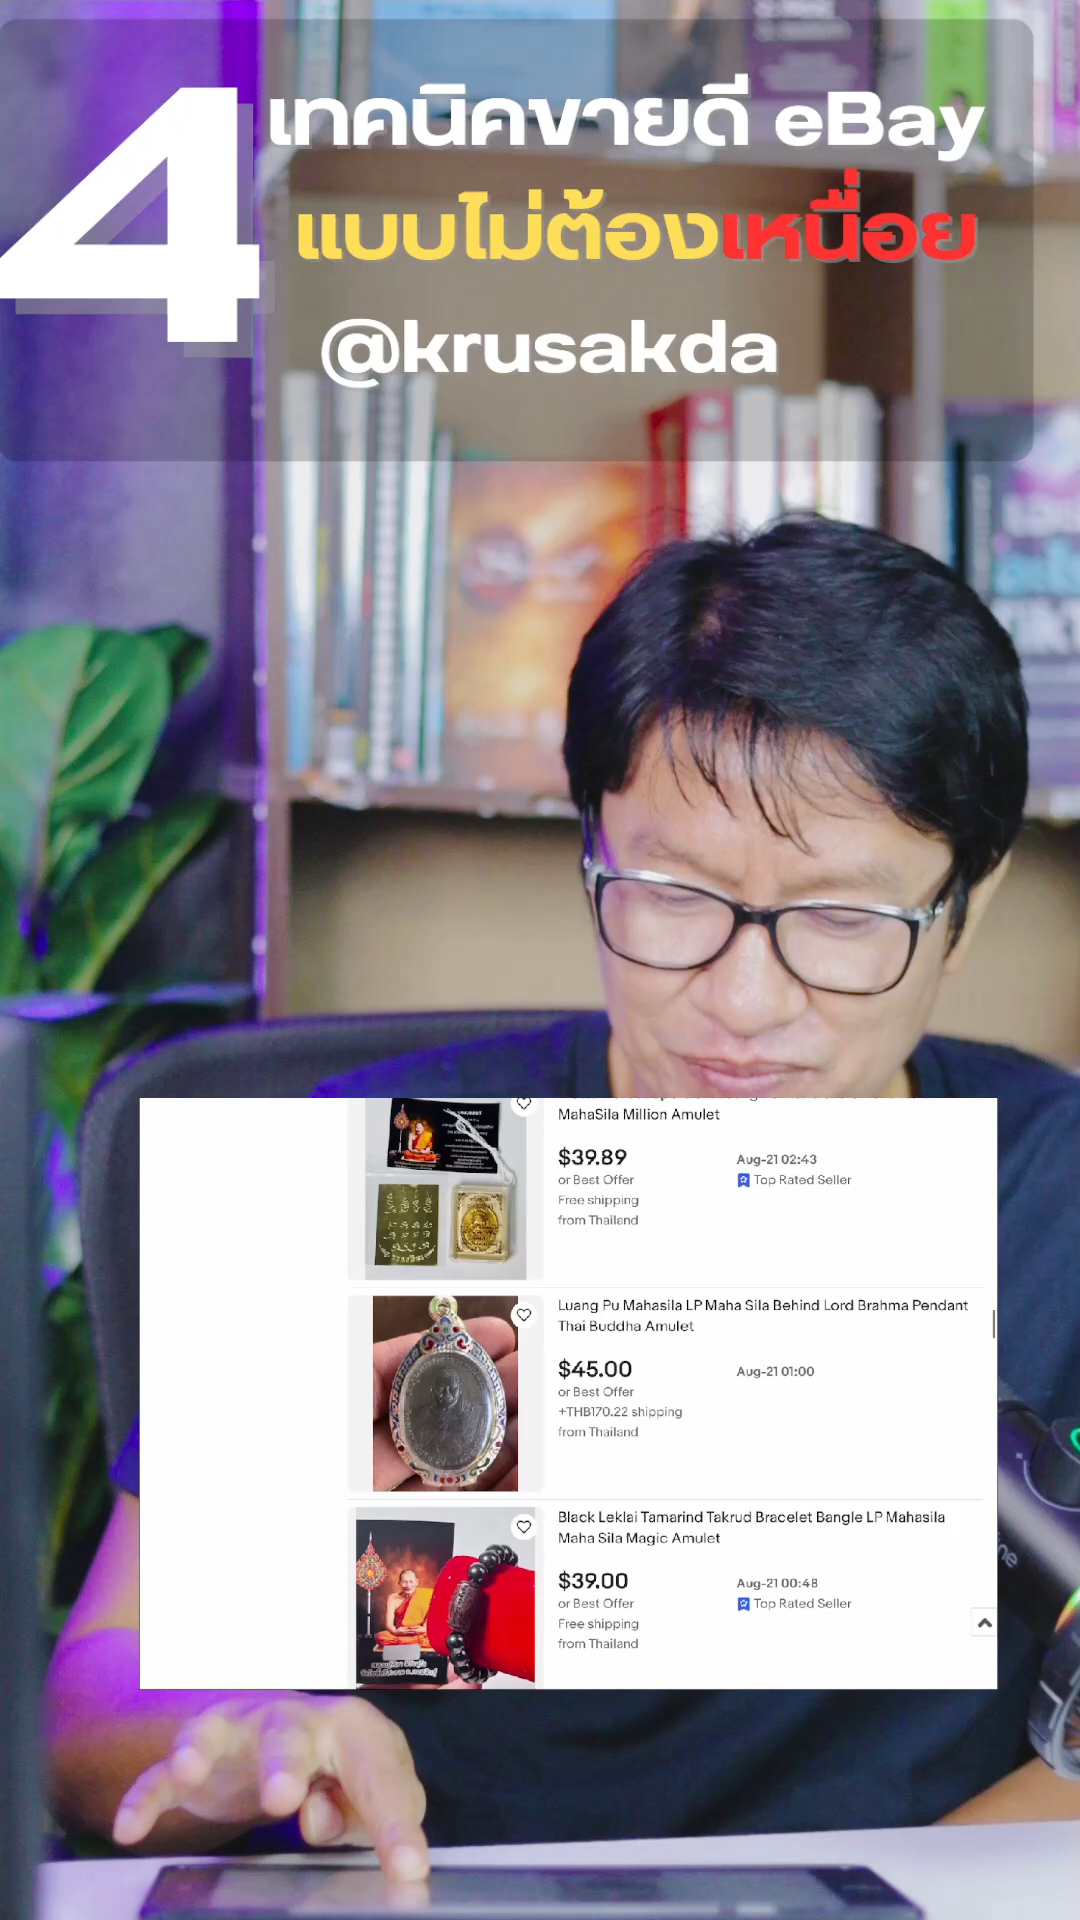 4
เทคนิคขายดี eBay
แบบไม่ต้องเหนื่อย
@krusakda
MahaSila Million Amulet
$39.89
or Best Offer
Free shipping
from Thailand
Aug-21 02:43
Top Rated Seller
Luang Pu Mahasila LP Maha Sila Behind Lord Brahma Pendant
Thai Buddha Amulet
$45.00
or Best Offer
+THB170.22 shipping
from Thailand
Aug-21 01:00
Black Leklai Tamarind Takrud Bracelet Bangle LP Mahasila
Maha Sila Magic Amulet
$39.00
or Best Offer
Free shipping
from Thailand
Aug-21 00:48
Top Rated Seller